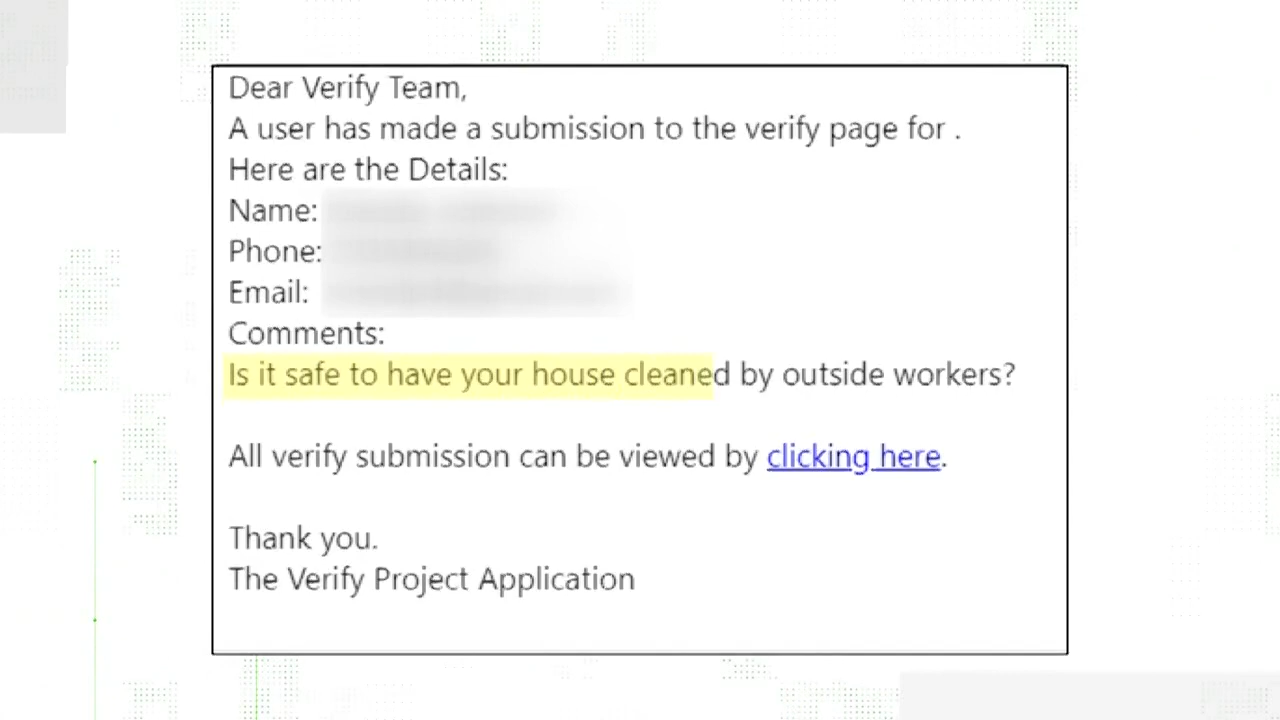 Dear Verify Team,
A user has made a submission to the verify page for .
Here are the Details:
Name:
Phone:
Email:
Comments:
Is it safe to have your house cleaned by outside workers?
All verify submission can be viewed by clicking here.
Thank you.
The Verify Project Application